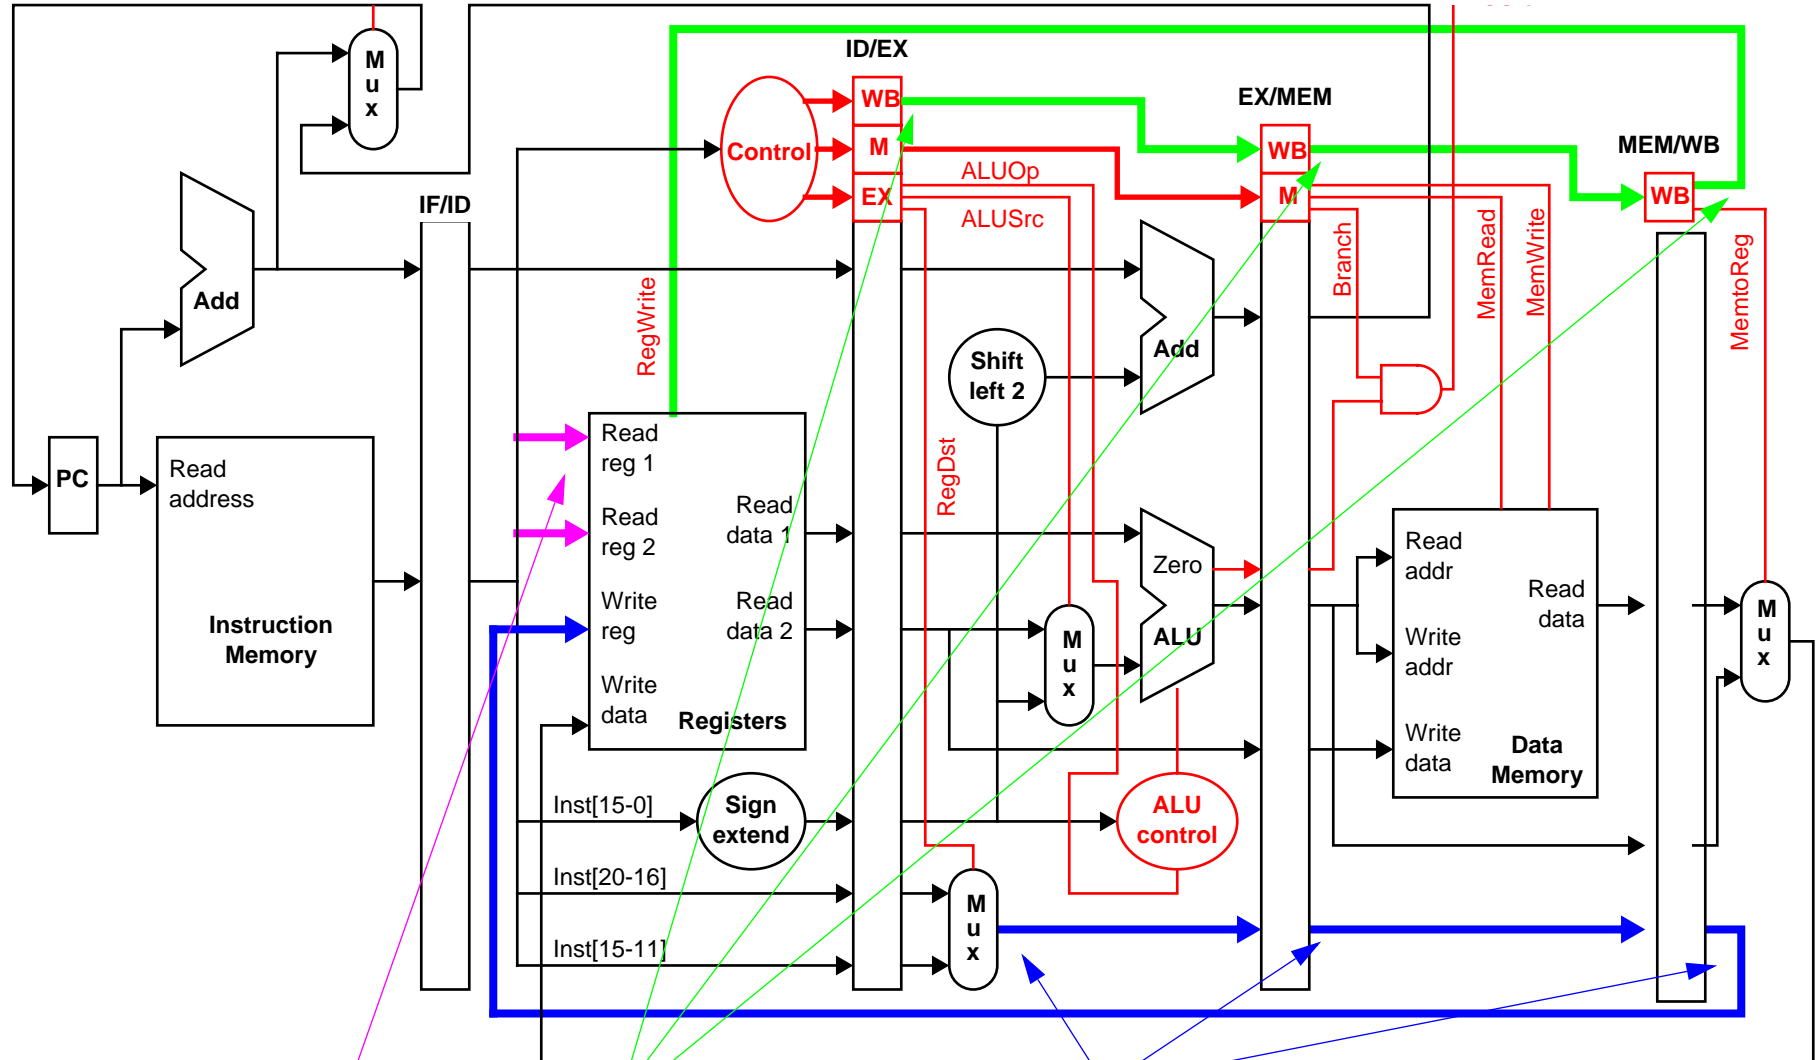 M
u
x
ID/EX
EX/MEM
MEM/WB
IF/ID
Control
WB
M
EX
WB
M
WB
ALUOp
ALUSrc
RegWrite
Branch
MemRead
MemWrite
MemtoReg
Add
Add
Shift
left 2
RegDst
PC
Read
address
Instruction
Memory
Read
reg 1
Read
reg 2
Write
reg
Write
data
Read
data 1
Read
data 2
Registers
Zero
ALU
M
u
x
Read
addr
Write
addr
Write
data
Read
data
Data
Memory
M
u
x
Inst[15-0]
Sign
extend
ALU
control
Inst[20-16]
Inst[15-11]
M
u
x